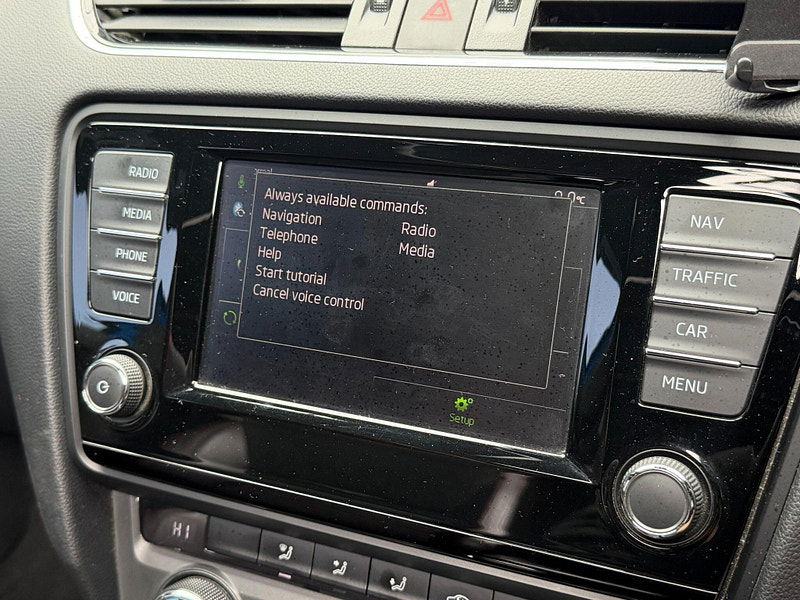 RADIO
MEDIA
PHONE
VOICE
Always available commands:
Navigation Radio
Telephone Media
Help
Start tutorial
Cancel voice control
Setup
°C
NAV
TRAFFIC
CAR
MENU
HI